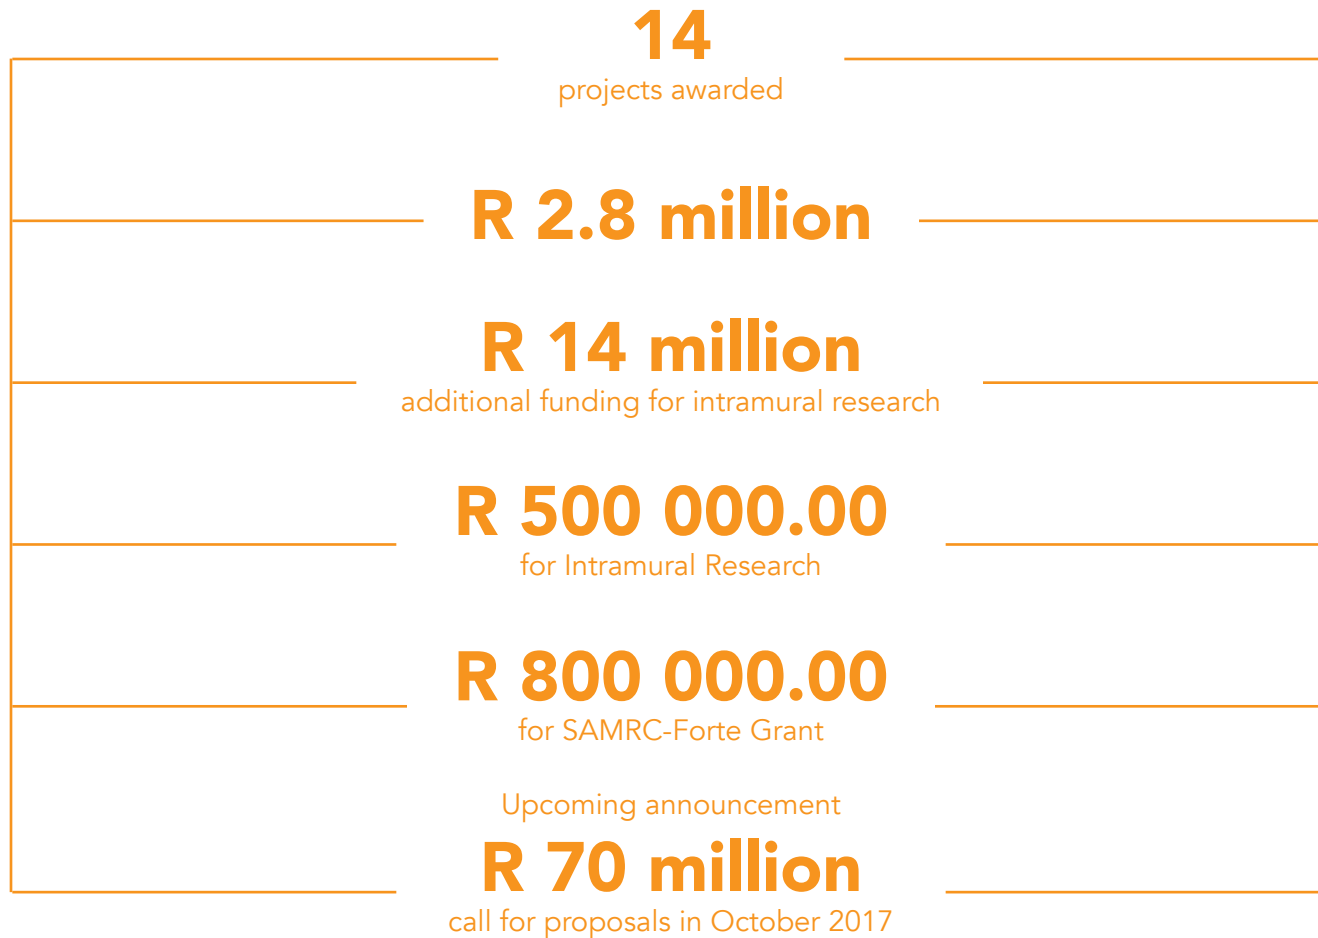 14
projects awarded
R 2.8 million
R 14 million
additional funding for intramural research
R 500 000.00
for Intramural Research
R 800 000.00
for SAMRC-Forte Grant
Upcoming announcement
R 70 million
call for proposals in October 2017